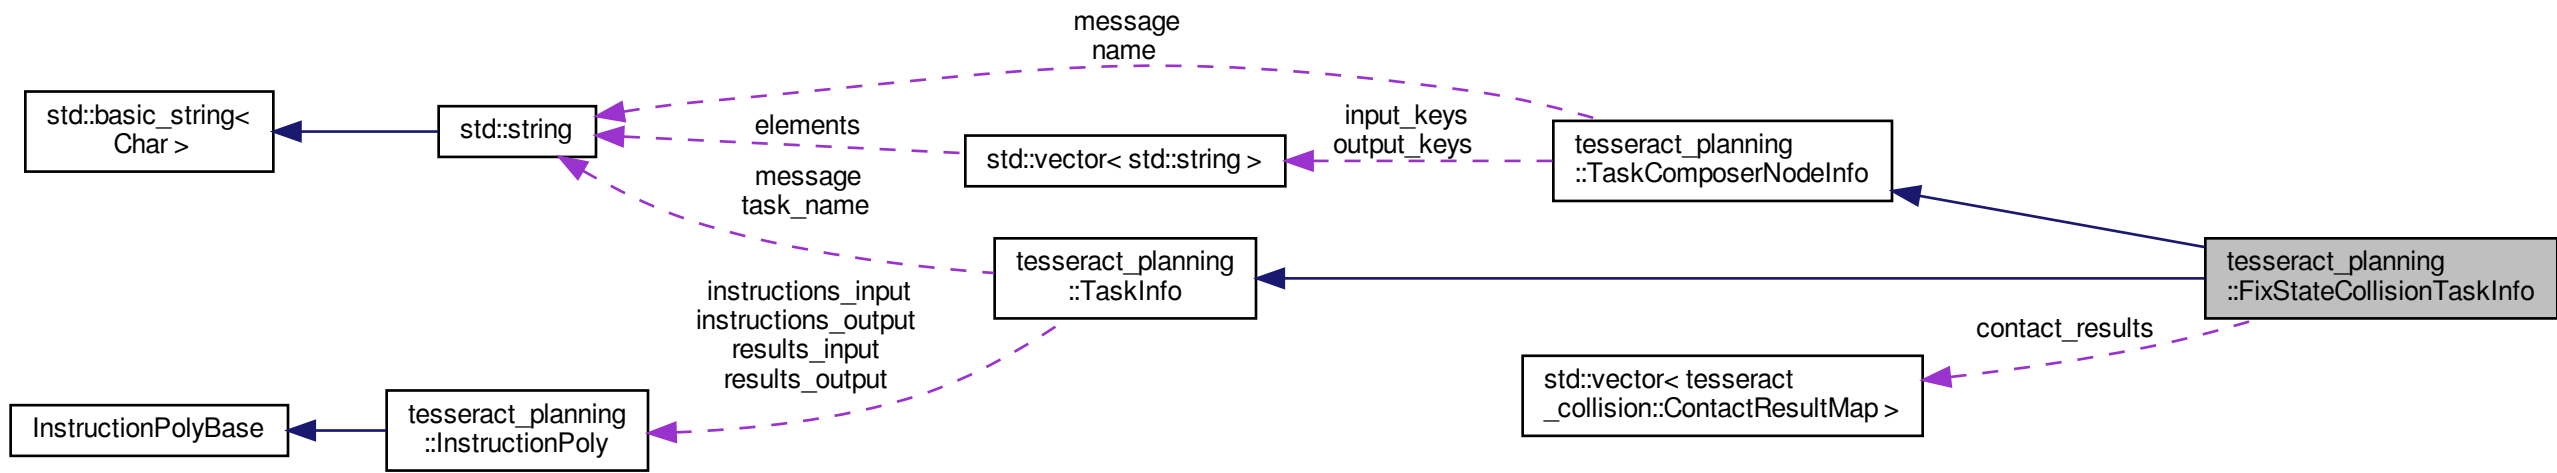 message
name
std::basic_string<
Char >
std::string
elements
input_keys
output_keys
std::vector< std::string >
tesseract_planning
::TaskComposerNodeInfo
message
task_name
tesseract_planning
::TaskInfo
tesseract_planning
::FixStateCollisionTaskInfo
instructions_input
instructions_output
results_input
results_output
contact_results
std::vector< tesseract
_collision::ContactResultMap >
InstructionPolyBase
tesseract_planning
::InstructionPoly